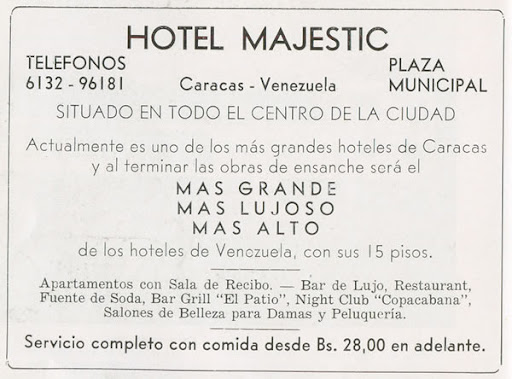 HOTEL MAJESTIC
TELEFONOS
6132 - 96181
Caracas - Venezuela
PLAZA
MUNICIPAL
SITUADO EN TODO EL CENTRO DE LA CIUDAD
Actualmente es uno de los más grandes hoteles de Caracas
y al terminar las obras de ensanche será el
MAS GRANDE
MAS LUJOSO
MAS ALTO
de los hoteles de Venezuela, con sus 15 pisos.
Apartamentos con Sala de Recibo. — Bar de Lujo, Restaurant,
Fuente de Soda, Bar Grill "El Patio", Night Club "Copacabana",
Salones de Belleza para Damas y Peluquería.
Servicio completo con comida desde Bs. 28,00 en adelante.